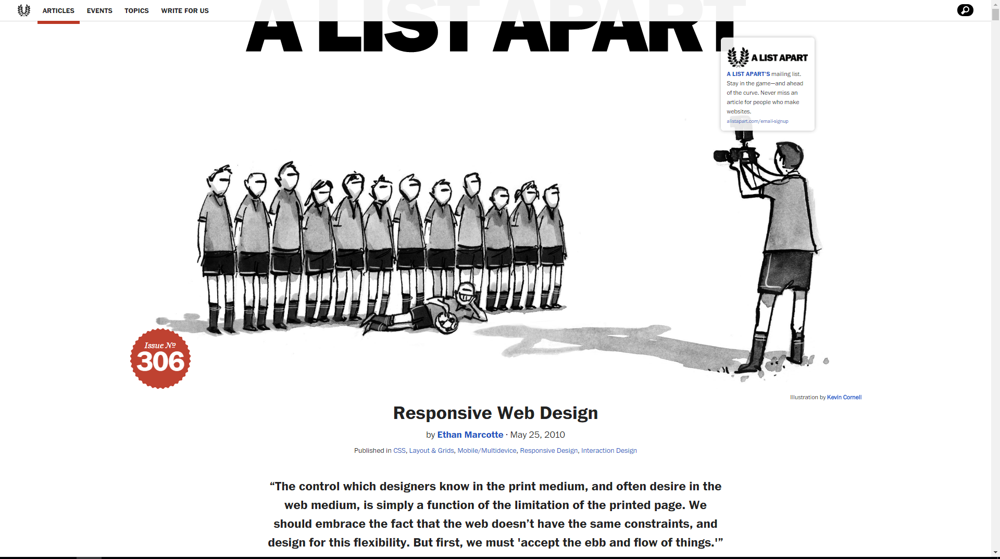 ARTICLES EVENTS TOPICS WRITE FOR US
A LIST APART
A LIST APART
A LIST APART'S mailing list.
Stay in the game—and ahead
of the curve. Never miss an
article for people who make
websites.
alistapart.com/email-signup
Issue Nº
306
Illustration by Kevin Cornell
Responsive Web Design
by Ethan Marcotte · May 25, 2010
Published in CSS, Layout & Grids, Mobile/Multidevice, Responsive Design, Interaction Design
“The control which designers know in the print medium, and often desire in the
web medium, is simply a function of the limitation of the printed page. We
should embrace the fact that the web doesn’t have the same constraints, and
design for this flexibility. But first, we must 'accept the ebb and flow of things.'”